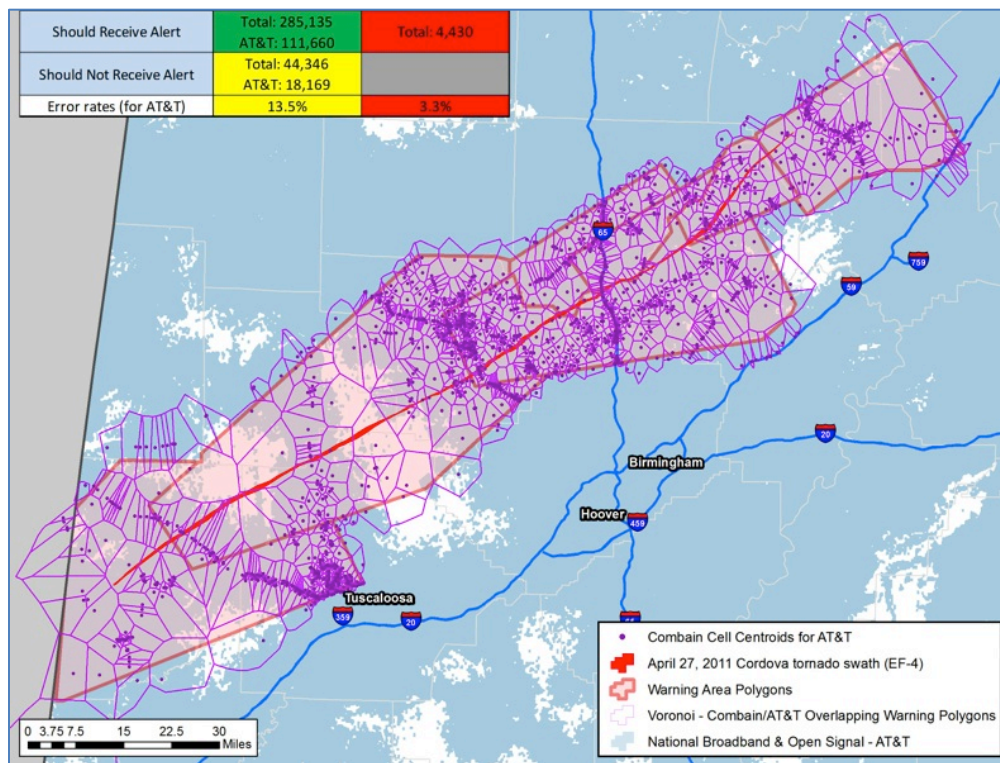 Should Receive Alert
Total: 285,135
AT&T: 111,660
Total: 4,430
Should Not Receive Alert
Total: 44,346
AT&T: 18,169
Error rates (for AT&T)
13.5%
3.3%
65
759
59
20
Birmingham
Hoover
459
Tuscaloosa
359
20
65
Combain Cell Centroids for AT&T
April 27, 2011 Cordova tornado swath (EF-4)
Warning Area Polygons
Voronoi - Combain/AT&T Overlapping Warning Polygons
National Broadband & Open Signal - AT&T
0 3.75 7.5 15 22.5 30
Miles